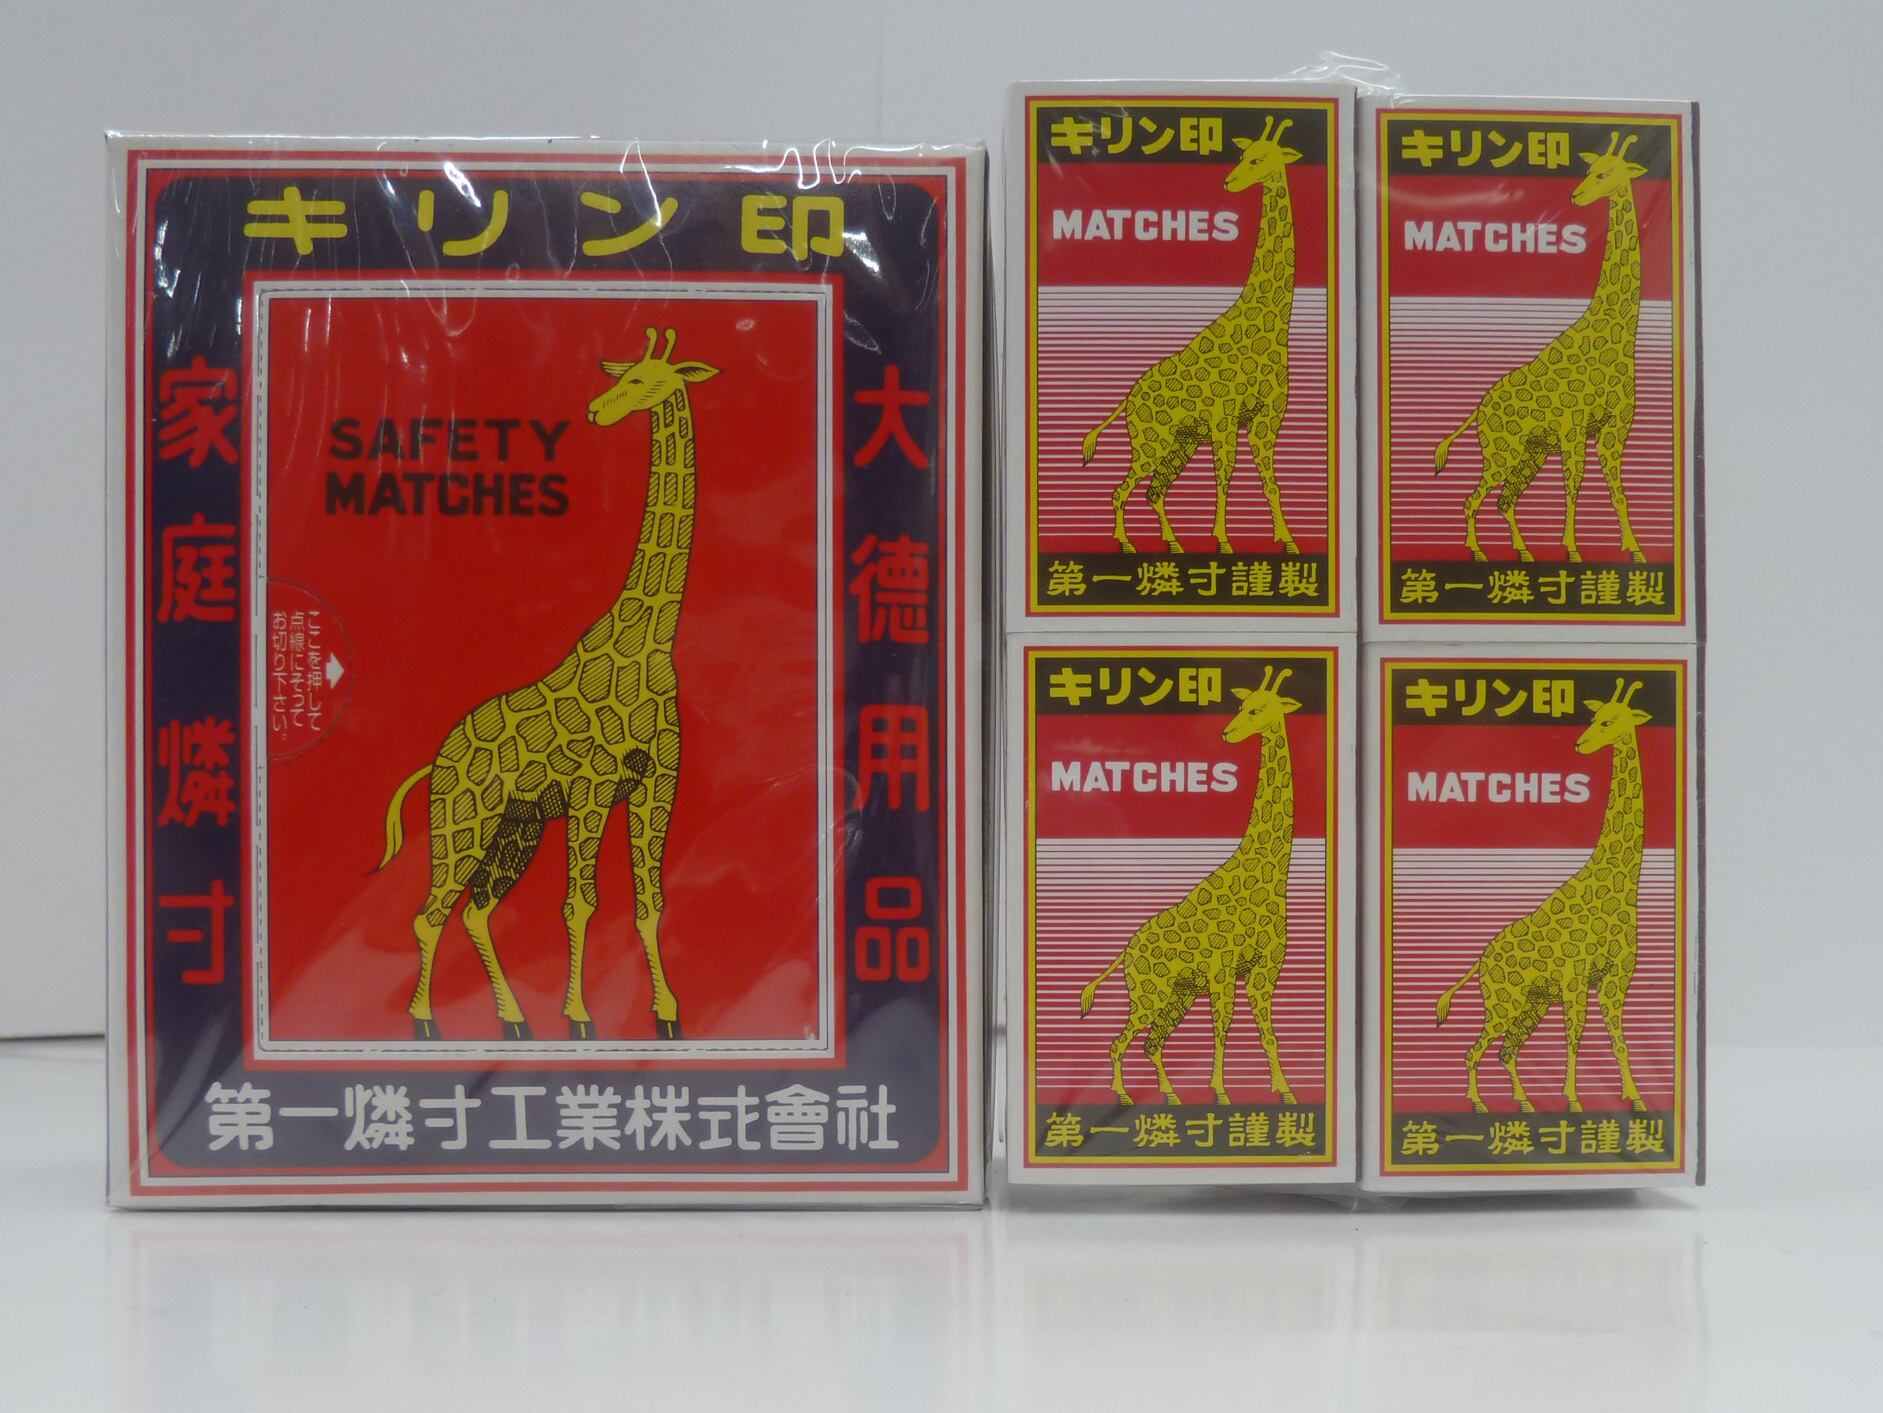 キリン印
大德用品
家庭燐寸
SAFETY
MATCHES
ここを押して
点線にそって
お切り下さい。
第一燐寸工業株式會社
キリン印
MATCHES
第一燐寸謹製
キリン印
MATCHES
第一燐寸謹製
キリン印
MATCHES
第一燐寸謹製
キリン印
MATCHES
第一燐寸謹製